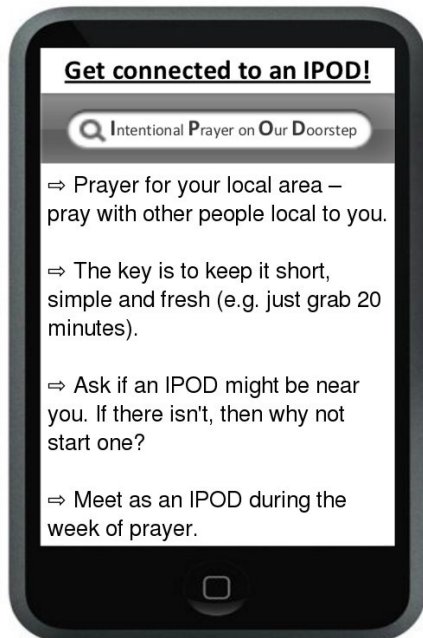 Get connected to an IPOD!
Intentional Prayer on Our Doorstep
⇨ Prayer for your local area –
pray with other people local to you.
⇨ The key is to keep it short,
simple and fresh (e.g. just grab 20
minutes).
⇨ Ask if an IPOD might be near
you. If there isn't, then why not
start one?
⇨ Meet as an IPOD during the
week of prayer.